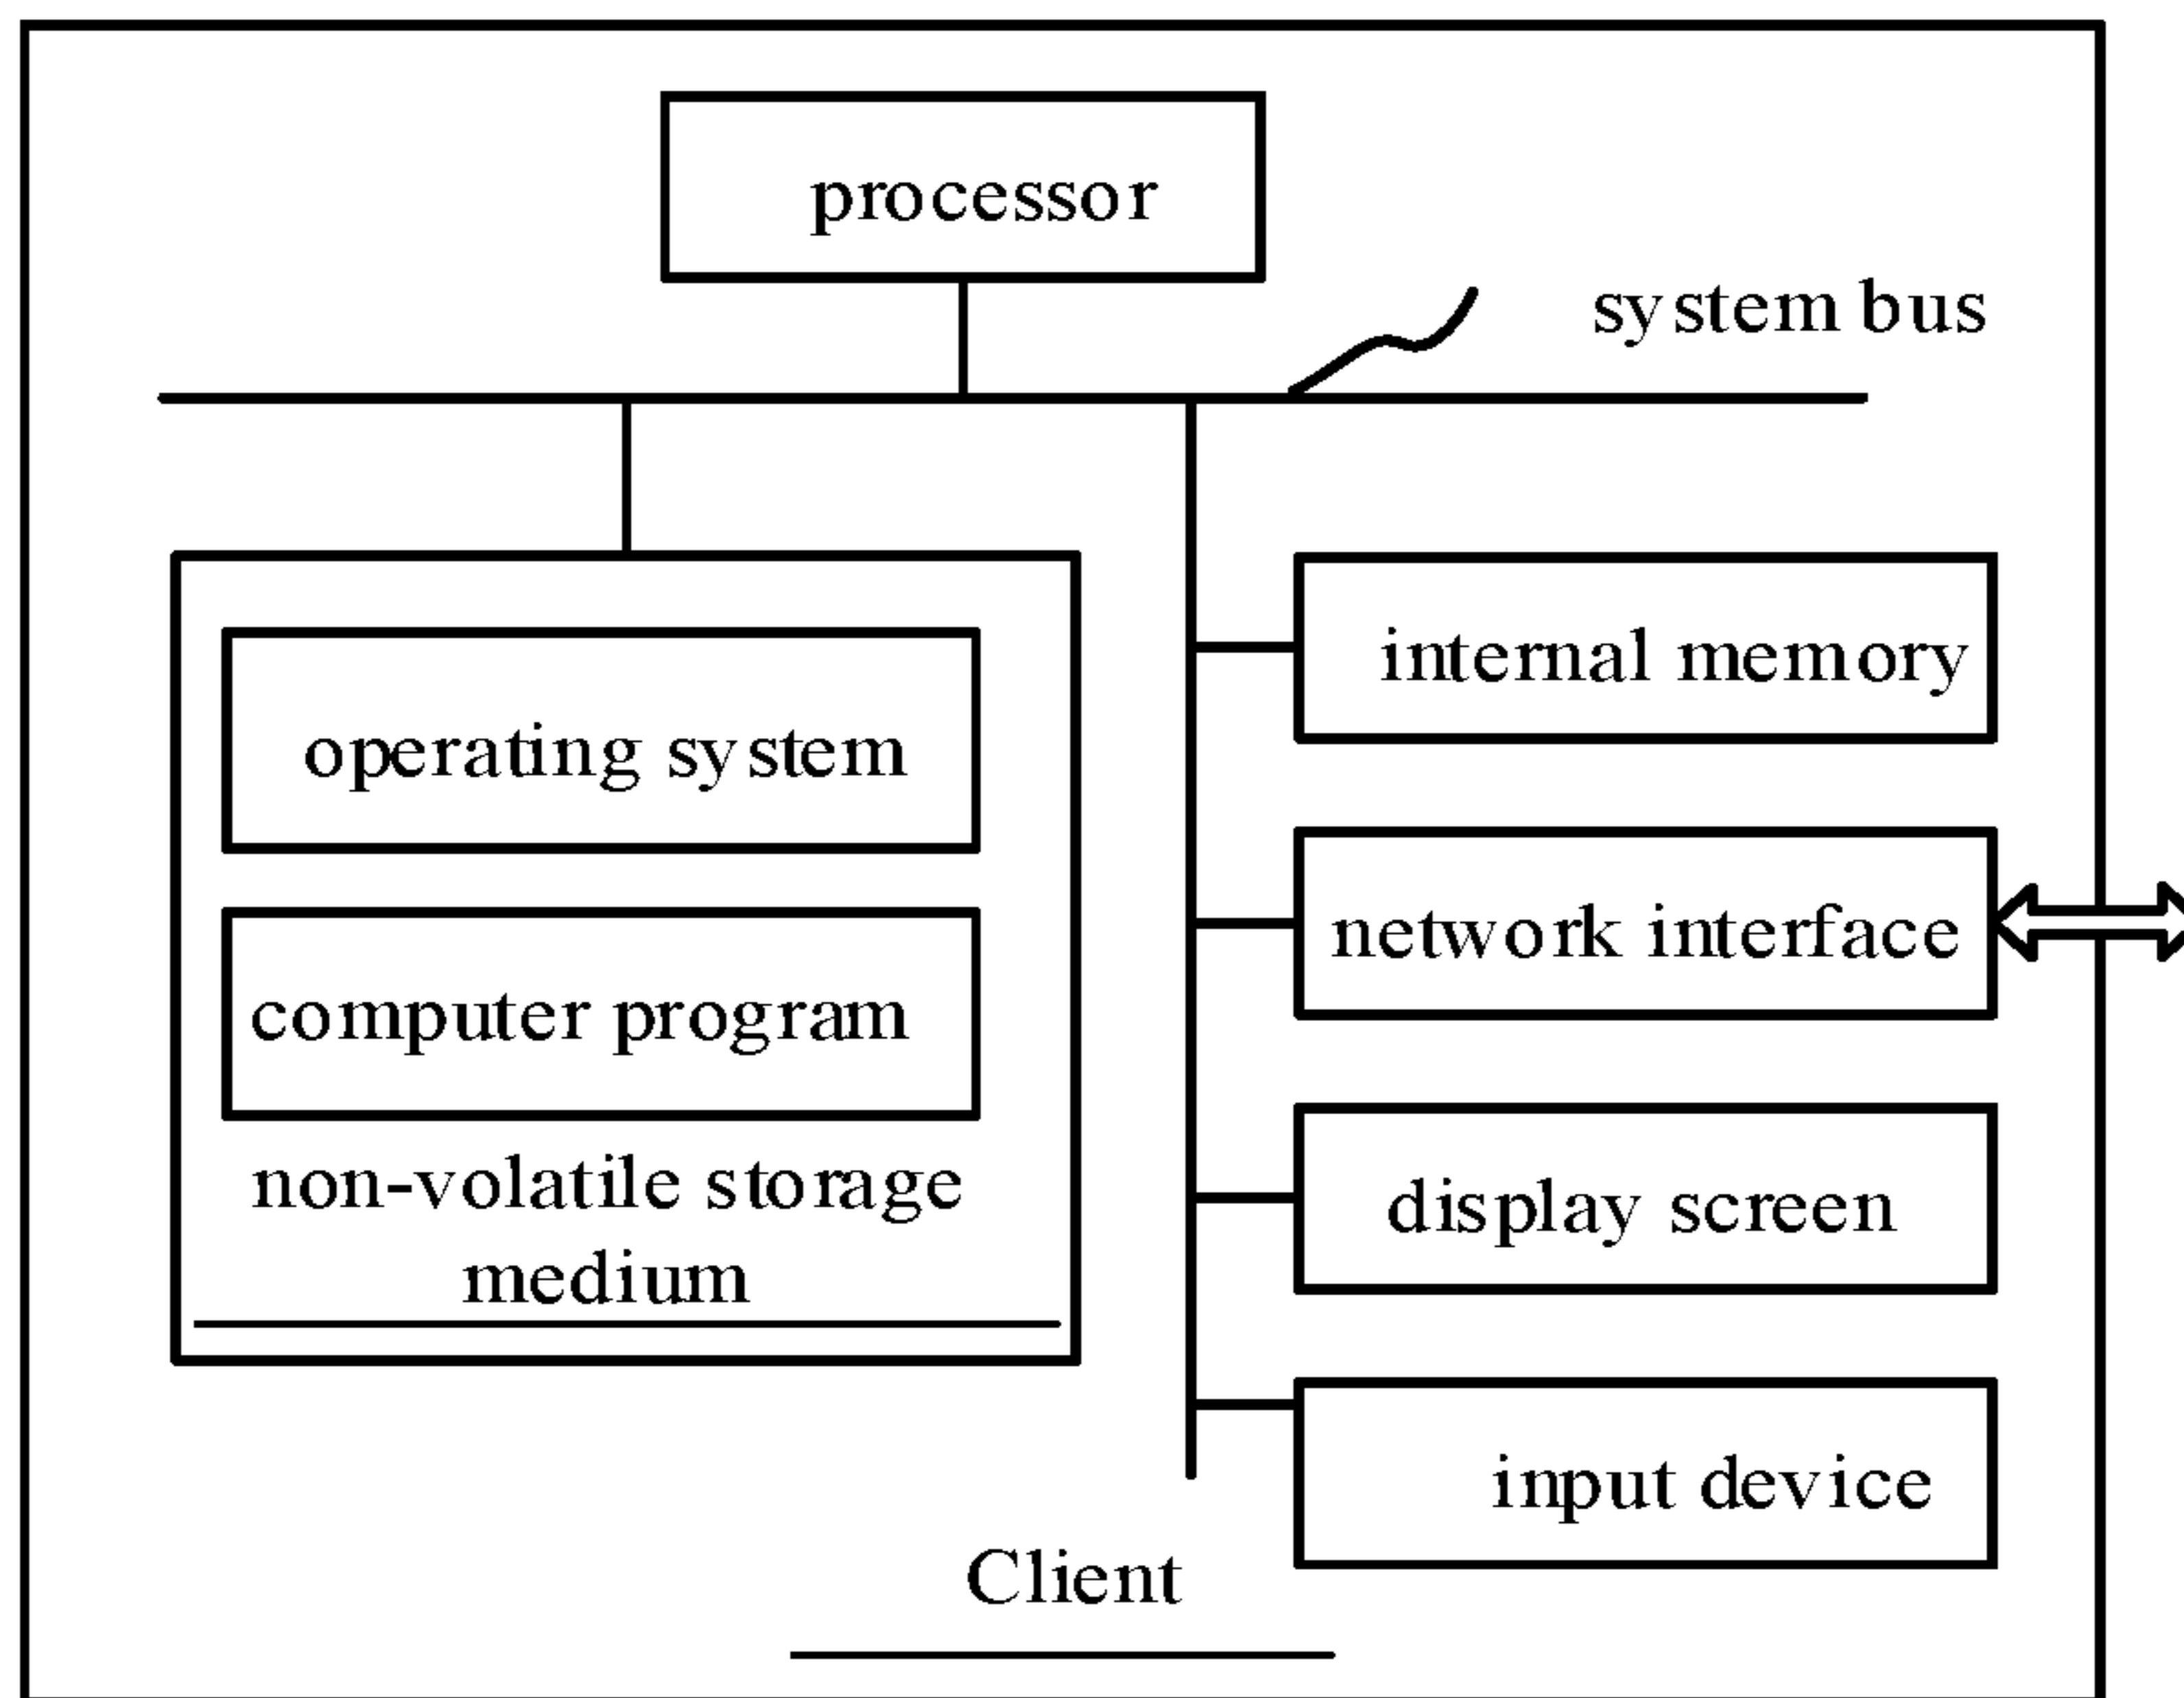 processor
system bus
operating system
computer program
non-volatile storage
medium
internal memory
network interface
display screen
input device
Client